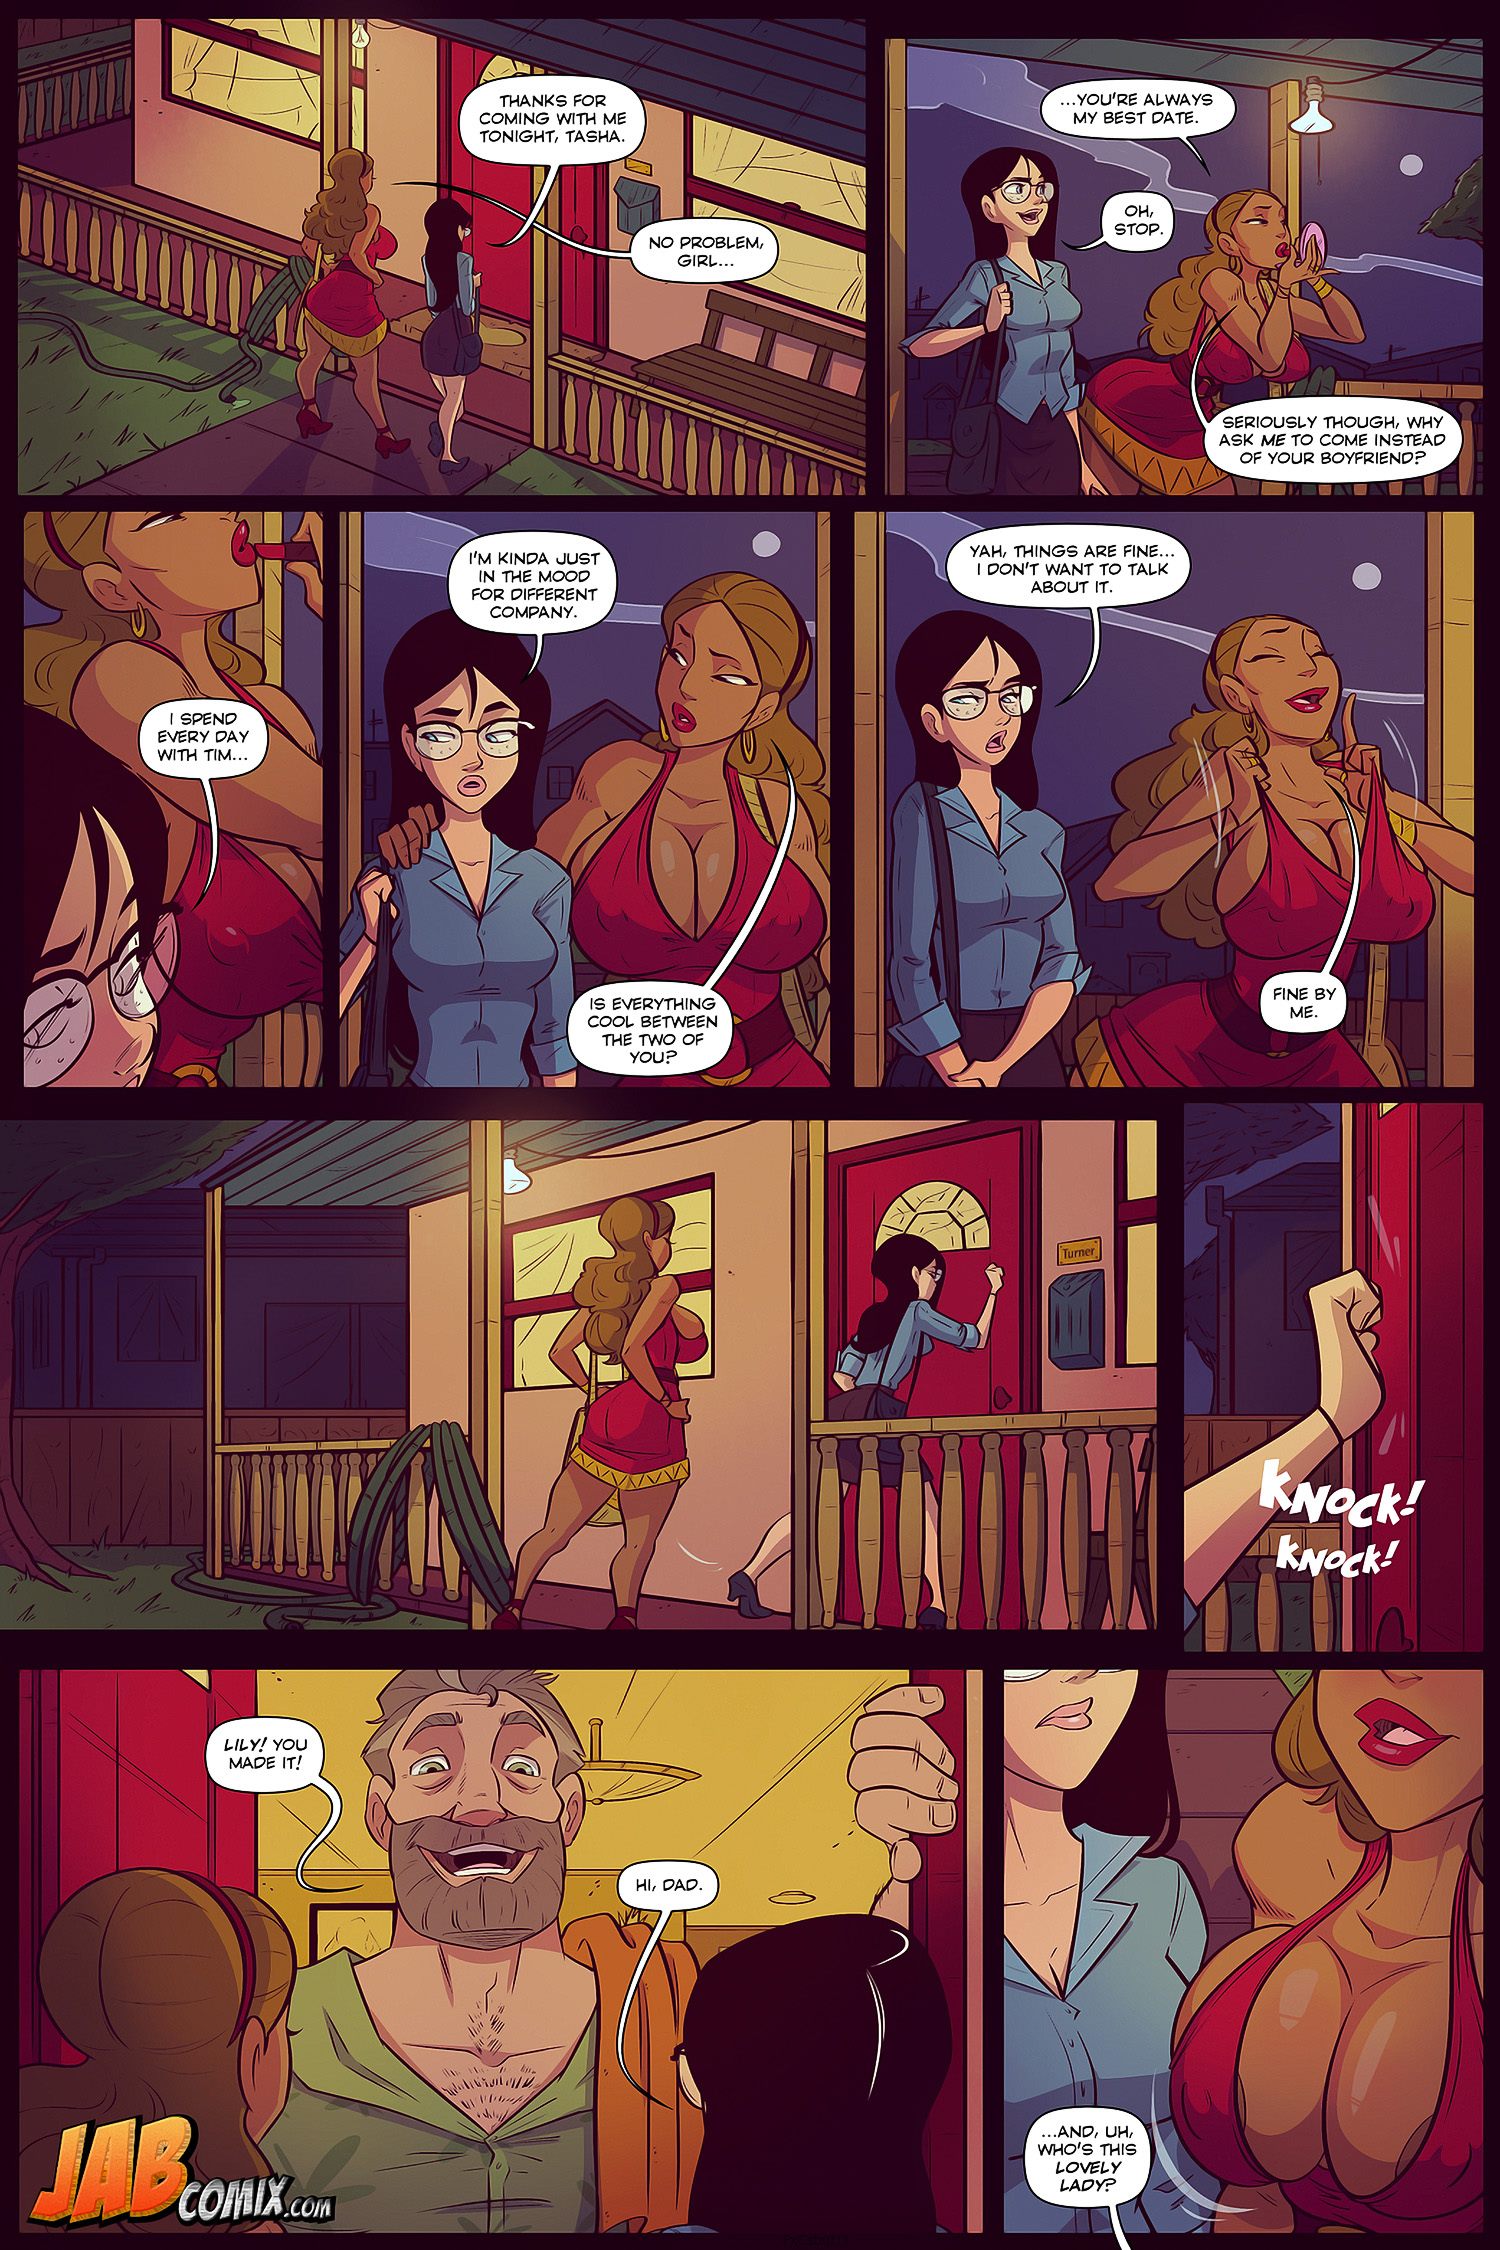 THANKS FOR
COMING WITH ME
TONIGHT, TASHA.
NO PROBLEM,
GIRL...
...YOU'RE ALWAYS
MY BEST DATE.
OH,
STOP.
SERIOUSLY THOUGH, WHY
ASK ME TO COME INSTEAD
OF YOUR BOYFRIEND?
I SPEND
EVERY DAY
WITH TIM...
I'M KINDA JUST
IN THE MOOD
FOR DIFFERENT
COMPANY.
IS EVERYTHING
COOL BETWEEN
THE TWO OF
YOU?
YAH, THINGS ARE FINE...
I DON'T WANT TO TALK
ABOUT IT.
FINE BY
ME.
Turner
KNOCK!
KNOCK!
LILY! YOU
MADE IT!
HI, DAD.
...AND, UH,
WHO'S THIS
LOVELY
LADY?
JAB
COMIX.com